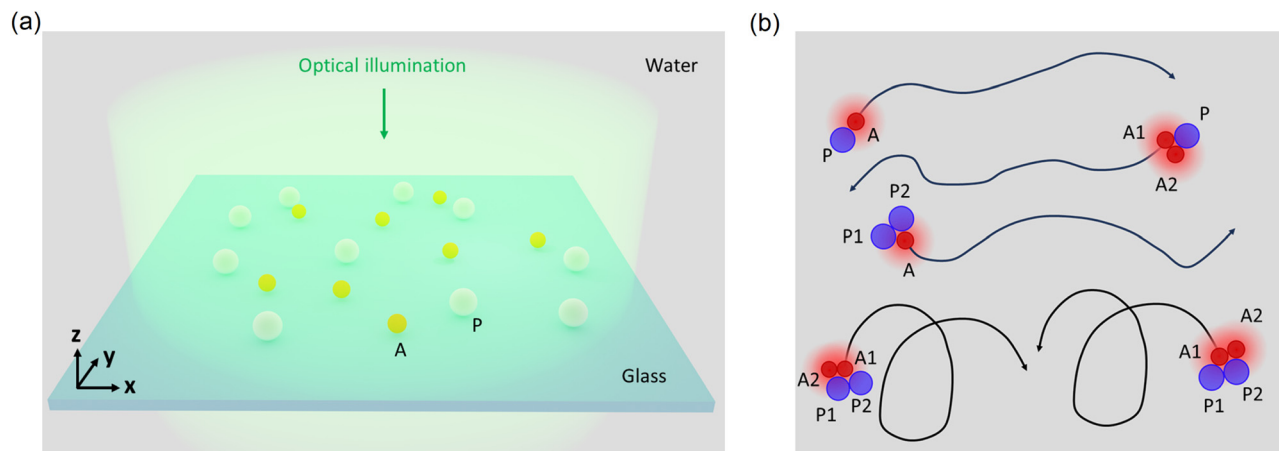 (a)
Optical illumination
Water
P
A
z
y
x
Glass
(b)
A
P
P
A1
A2
P2
P1
A
A2
A1
P1
P2
A2
A1
P1
P2